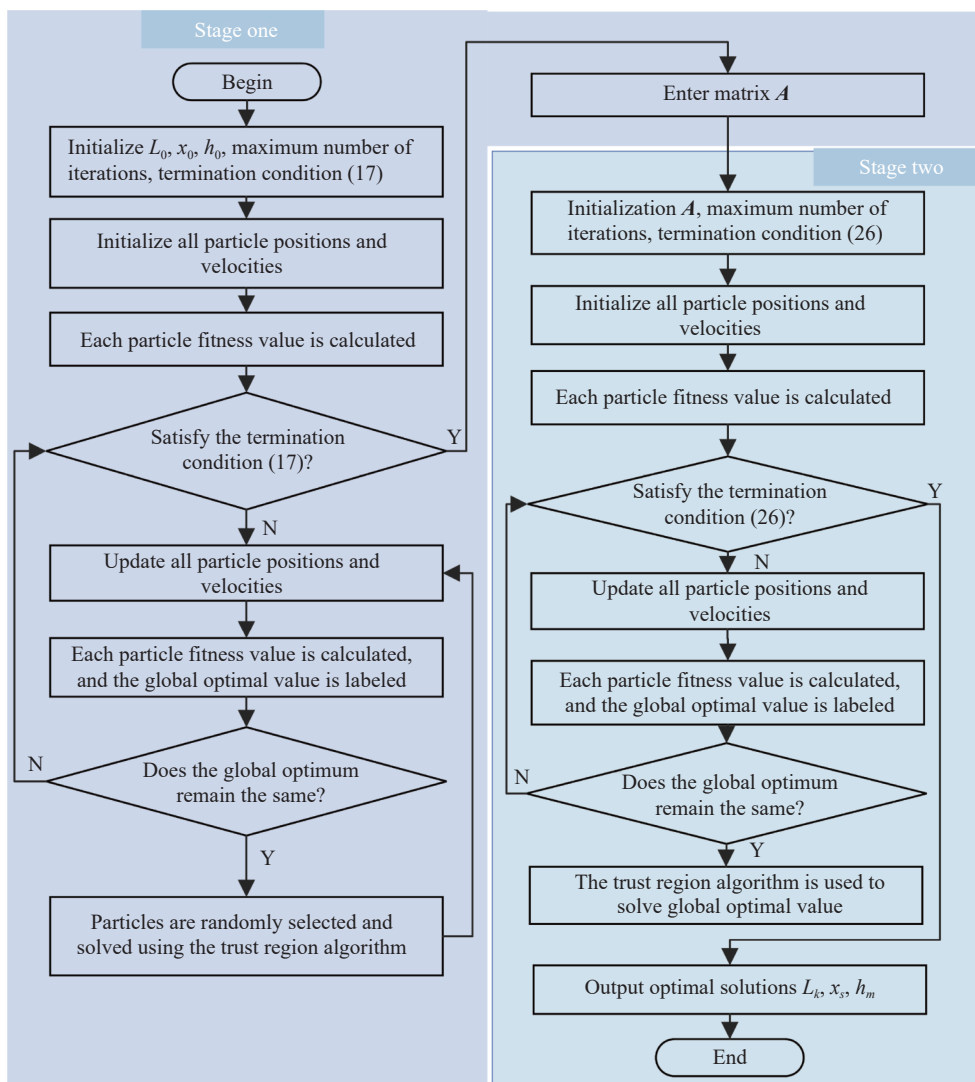 Stage one
Begin
Initialize L₀, x₀, h₀, maximum number of
iterations, termination condition (17)
Initialize all particle positions and
velocities
Each particle fitness value is calculated
Satisfy the termination
condition (17)?
Y
N
Update all particle positions and
velocities
Each particle fitness value is calculated,
and the global optimal value is labeled
Does the global optimum
remain the same?
N
Y
Particles are randomly selected and
solved using the trust region algorithm
Enter matrix A
Stage two
Initialization A, maximum number of
iterations, termination condition (26)
Initialize all particle positions and
velocities
Each particle fitness value is calculated
Satisfy the termination
condition (26)?
Y
N
Update all particle positions and
velocities
Each particle fitness value is calculated,
and the global optimal value is labeled
Does the global optimum
remain the same?
N
Y
The trust region algorithm is used to
solve global optimal value
Output optimal solutions Lₖ, xₛ, hₘ
End